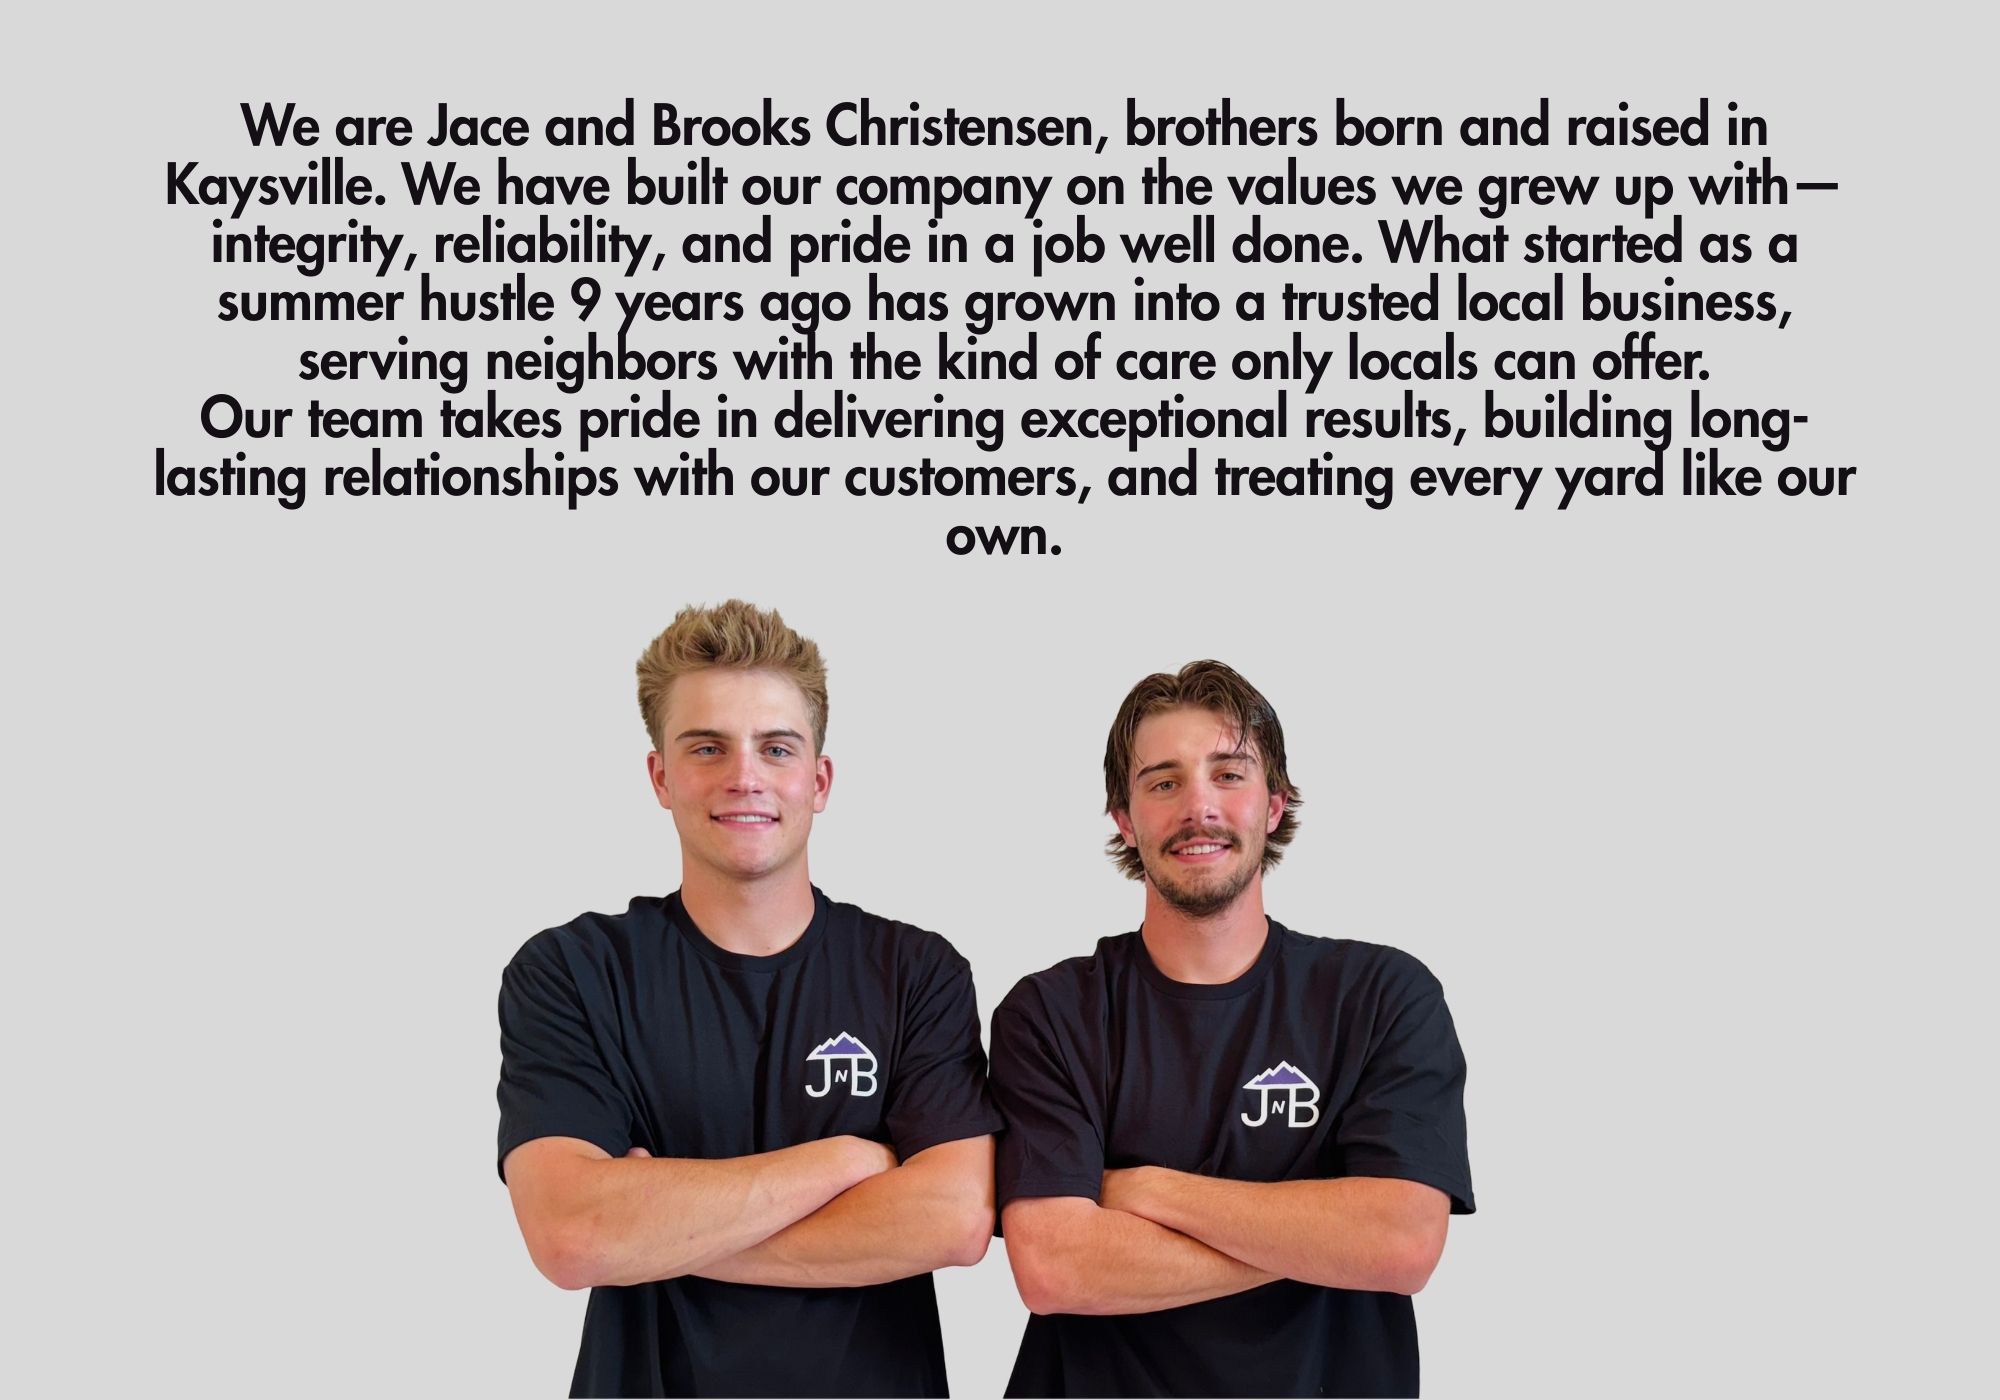 We are Jace and Brooks Christensen, brothers born and raised in
Kaysville. We have built our company on the values we grew up with—
integrity, reliability, and pride in a job well done. What started as a
summer hustle 9 years ago has grown into a trusted local business,
serving neighbors with the kind of care only locals can offer.
Our team takes pride in delivering exceptional results, building long-
lasting relationships with our customers, and treating every yard like our
own.
JNB
JNB